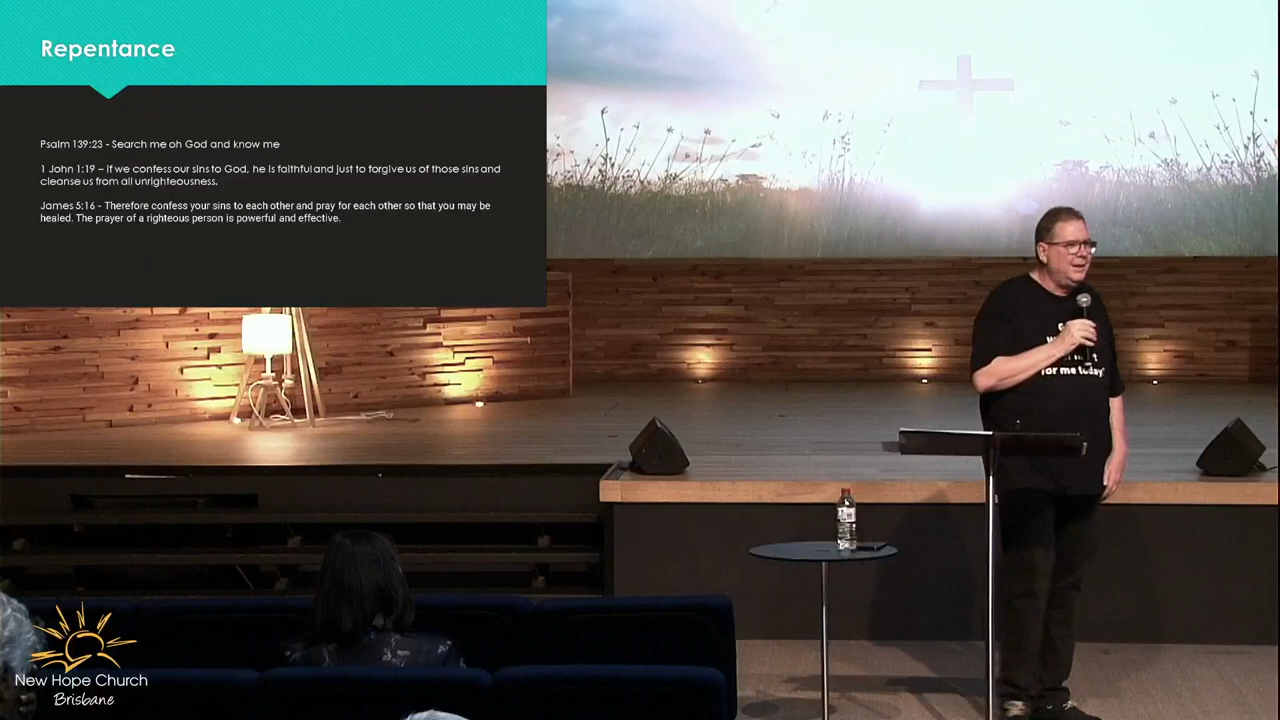 Repentance
Psalm 139:23 - Search me oh God and know me
1 John 1:19 – If we confess our sins to God, he is faithful and just to forgive us of those sins and
cleanse us from all unrighteousness.
James 5:16 - Therefore confess your sins to each other and pray for each other so that you may be
healed. The prayer of a righteous person is powerful and effective.
for me today
New Hope Church
Brisbane